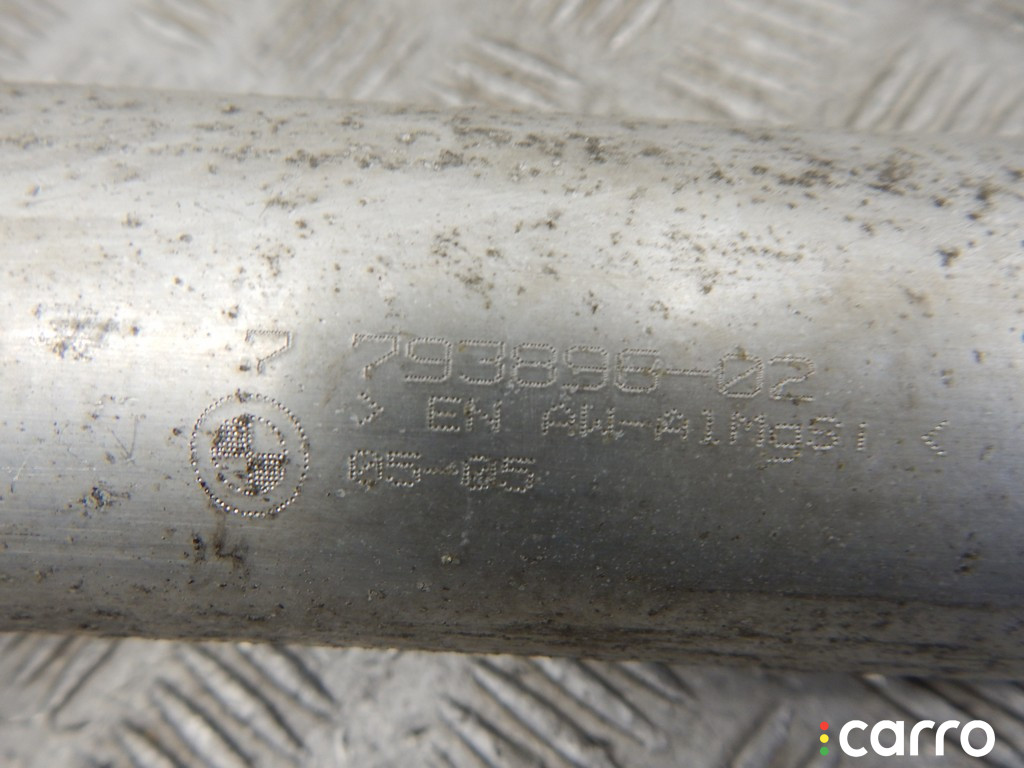 7 793898-02
> EN AW-AlMgSi <
05-05
carro